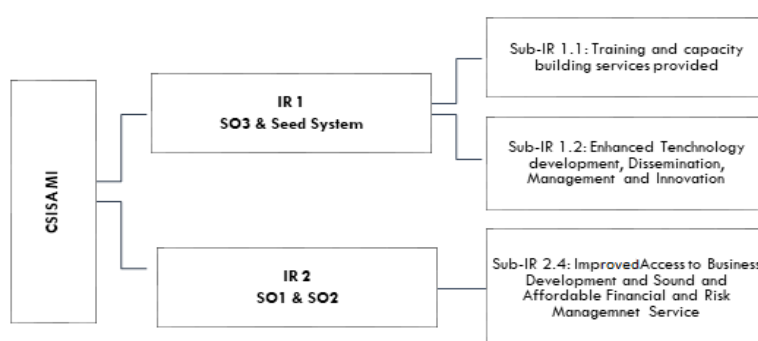 CSISA MI
IR 1
SO3 & Seed System
IR 2
SO1 & SO2
Sub-IR 1.1: Training and capacity
building services provided
Sub-IR 1.2: Enhanced Tenchnology
development, Dissemination,
Management and Innovation
Sub-IR 2.4: ImprovedAccess to Business
Development and Sound and
Affordable Financial and Risk
Managemnet Service